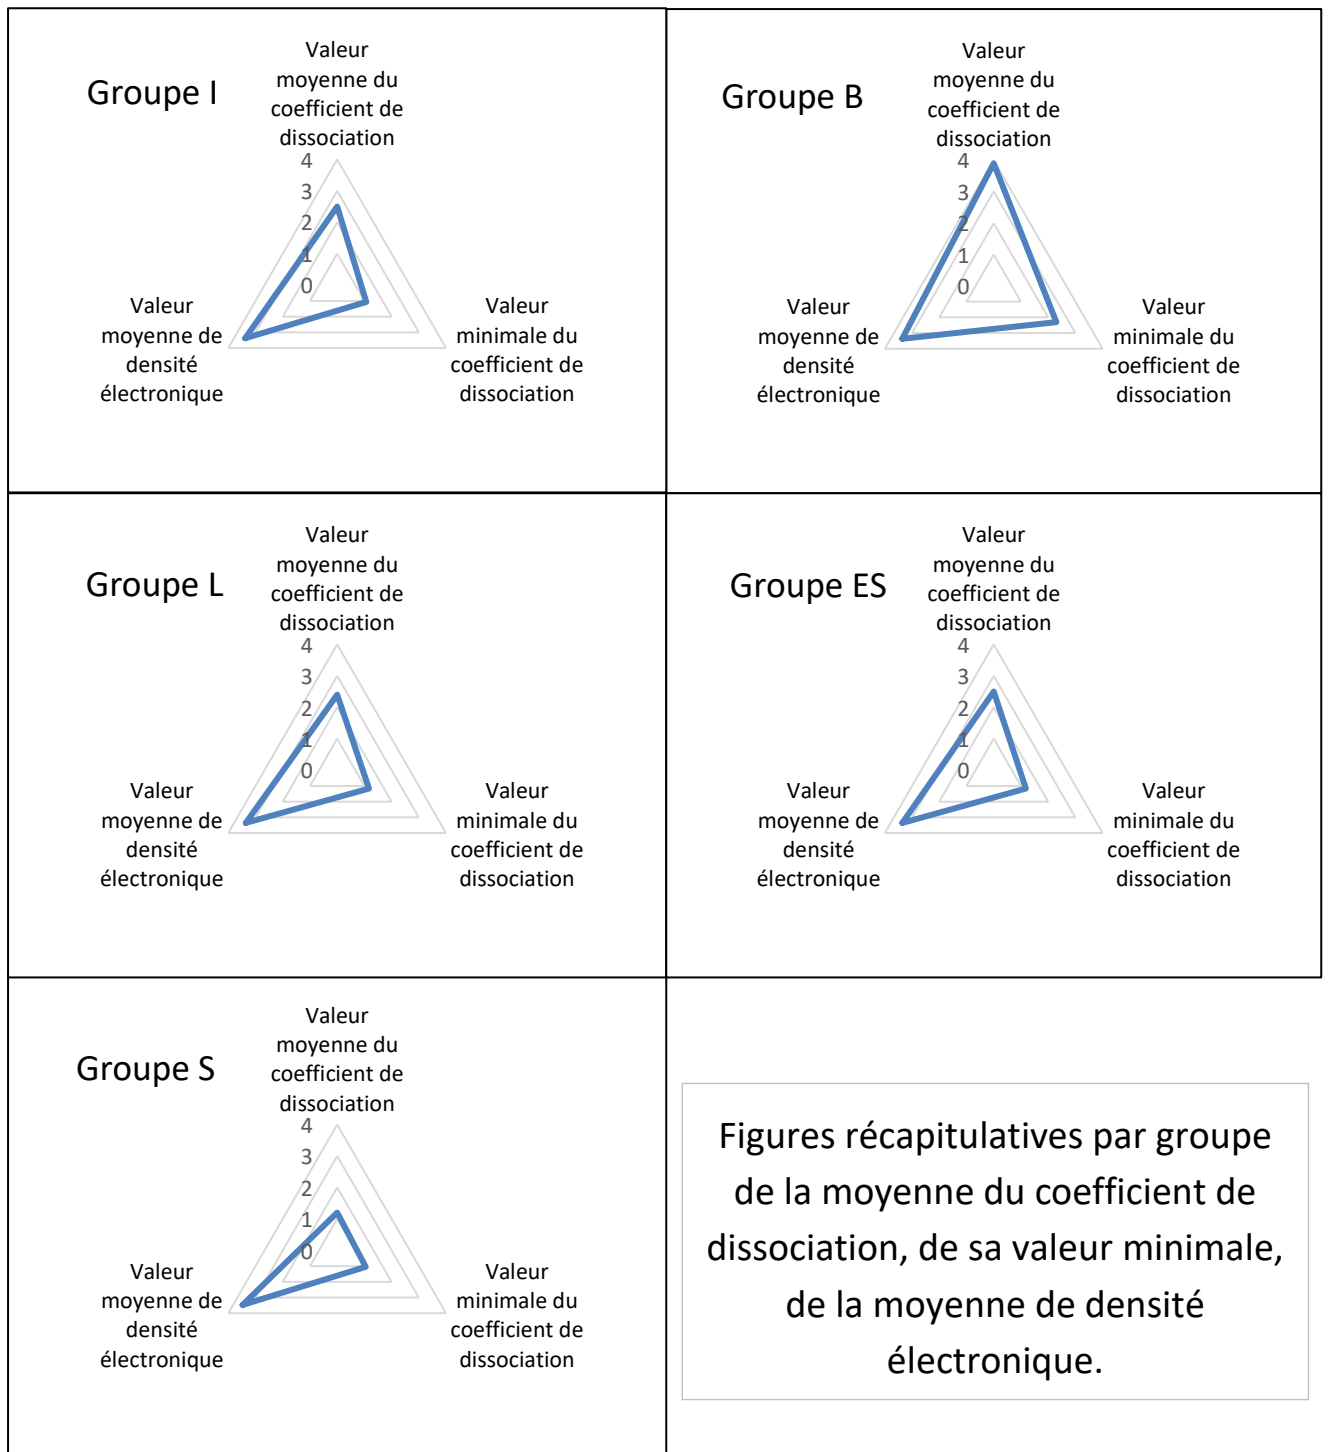 Groupe I
Valeur
moyenne du
coefficient de
dissociation
4
3
2
1
0
Valeur
minimale du
coefficient de
dissociation
Valeur
moyenne de
densité
électronique
Groupe B
Valeur
moyenne du
coefficient de
dissociation
4
3
2
1
0
Valeur
minimale du
coefficient de
dissociation
Valeur
moyenne de
densité
électronique
Groupe L
Valeur
moyenne du
coefficient de
dissociation
4
3
2
1
0
Valeur
minimale du
coefficient de
dissociation
Valeur
moyenne de
densité
électronique
Groupe ES
Valeur
moyenne du
coefficient de
dissociation
4
3
2
1
0
Valeur
minimale du
coefficient de
dissociation
Valeur
moyenne de
densité
électronique
Groupe S
Valeur
moyenne du
coefficient de
dissociation
4
3
2
1
0
Valeur
minimale du
coefficient de
dissociation
Valeur
moyenne de
densité
électronique
Figures récapitulatives par groupe
de la moyenne du coefficient de
dissociation, de sa valeur minimale,
de la moyenne de densité
électronique.